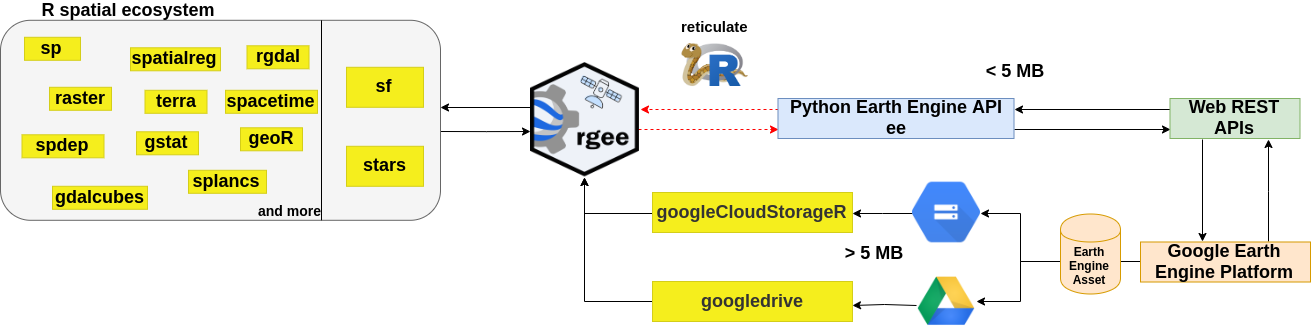 R spatial ecosystem
sp
spatialreg
rgdal
raster
terra
spacetime
spdep
gstat
geoR
splancs
gdalcubes
and more
sf
stars
rgee
reticulate
R
Python Earth Engine API
ee
< 5 MB
Web REST
APIs
googleCloudStorageR
> 5 MB
googledrive
Earth
Engine
Asset
Google Earth
Engine Platform